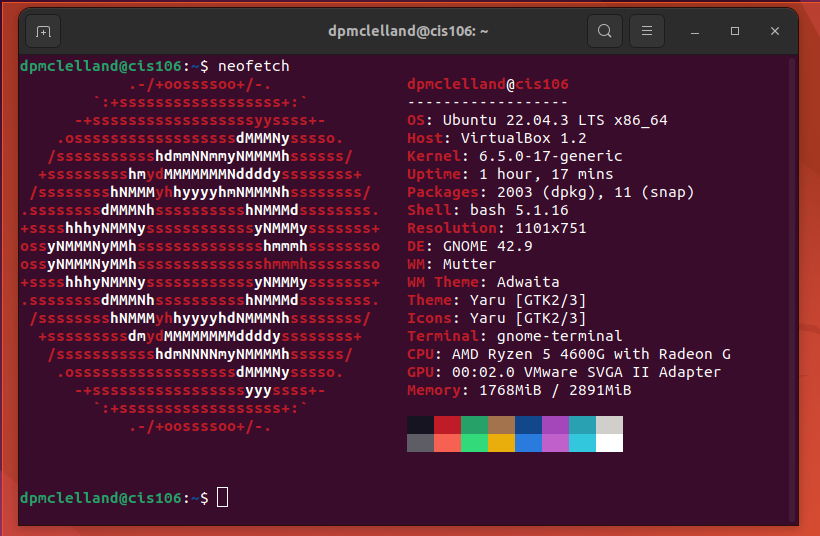 dpmclelland@cis106: ~
dpmclelland@cis106:~$ neofetch
            .-/+oossssoo+/-.               dpmclelland@cis106
        `:+ssssssssssssssssss+:`           ------------------
      -+ssssssssssssssssssyyssss+-         OS: Ubuntu 22.04.3 LTS x86_64
    .ossssssssssssssssssdMMMNysssso.       Host: VirtualBox 1.2
   /ssssssssssshdmmNNmmyNMMMMhssssss/      Kernel: 6.5.0-17-generic
  +ssssssssshmydMMMMMMMNddddyssssssss+     Uptime: 1 hour, 17 mins
 /sssssssshNMMMyhhyyyyhmNMMMNhssssssss/    Packages: 2003 (dpkg), 11 (snap)
.ssssssssdMMMNhsssssssssshNMMMdssssssss.   Shell: bash 5.1.16
+sssshhhyNMMNyssssssssssssyNMMMysssssss+   Resolution: 1101x751
ossyNMMMNyMMhsssssssssssssshmmmhssssssso   DE: GNOME 42.9
ossyNMMMNyMMhsssssssssssssshmmmhssssssso   WM: Mutter
+sssshhhyNMMNyssssssssssssyNMMMysssssss+   WM Theme: Adwaita
.ssssssssdMMMNhsssssssssshNMMMdssssssss.   Theme: Yaru [GTK2/3]
 /sssssssshNMMMyhhyyyyhdNMMMNhssssssss/    Icons: Yaru [GTK2/3]
  +sssssssssdmydMMMMMMMMddddyssssssss+     Terminal: gnome-terminal
   /ssssssssssshdmNNNNmyNMMMMhssssss/      CPU: AMD Ryzen 5 4600G with Radeon G
    .ossssssssssssssssssdMMMNysssso.       GPU: 00:02.0 VMware SVGA II Adapter
      -+sssssssssssssssssyyyssss+-         Memory: 1768MiB / 2891MiB
        `:+ssssssssssssssssss+:`
            .-/+oossssoo+/-.
dpmclelland@cis106:~$